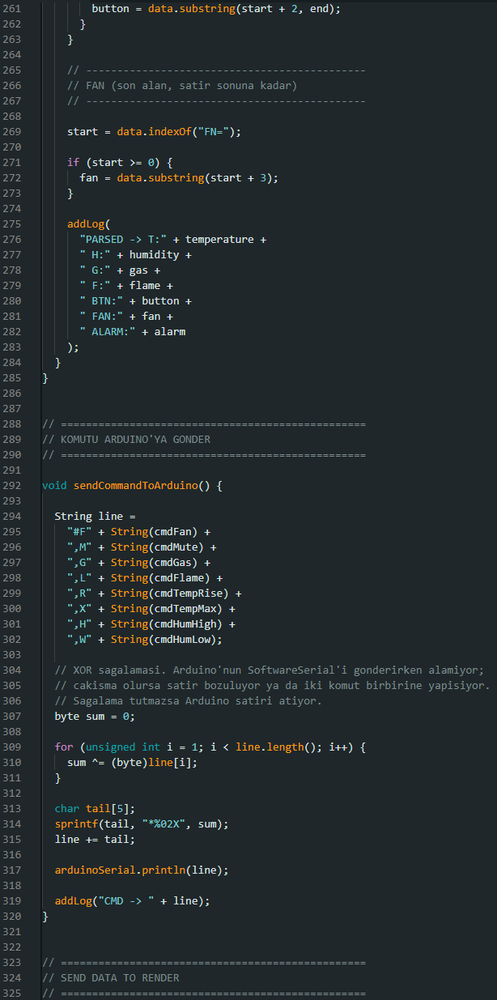 261           button = data.substring(start + 2, end);
262         }
263       }
264
265       // ---------------------------------------------
266       // FAN (son alan, satir sonuna kadar)
267       // ---------------------------------------------
268
269       start = data.indexOf("FN=");
270
271       if (start >= 0) {
272         fan = data.substring(start + 3);
273       }
274
275       addLog(
276         "PARSED -> T:" + temperature +
277         " H:" + humidity +
278         " G:" + gas +
279         " F:" + flame +
280         " BTN:" + button +
281         " FAN:" + fan +
282         " ALARM:" + alarm
283       );
284     }
285   }
286
287
288   // =================================================
289   // KOMUTU ARDUINO'YA GONDER
290   // =================================================
291
292   void sendCommandToArduino() {
293
294     String line =
295       "#F" + String(cmdFan) +
296       ",M" + String(cmdMute) +
297       ",G" + String(cmdGas) +
298       ",L" + String(cmdFlame) +
299       ",R" + String(cmdTempRise) +
300       ",X" + String(cmdTempMax) +
301       ",H" + String(cmdHumHigh) +
302       ",W" + String(cmdHumLow);
303
304     // XOR sagalamasi. Arduino'nun SoftwareSerial'i gonderirken alamiyor;
305     // cakisma olursa satir bozuluyor ya da iki komut birbirine yapisiyor.
306     // Sagalama tutmazsa Arduino satiri atiyor.
307     byte sum = 0;
308
309     for (unsigned int i = 1; i < line.length(); i++) {
310       sum ^= (byte)line[i];
311     }
312
313     char tail[5];
314     sprintf(tail, "*%02X", sum);
315     line += tail;
316
317     arduinoSerial.println(line);
318
319     addLog("CMD -> " + line);
320   }
321
322
323   // =================================================
324   // SEND DATA TO RENDER
325   // =================================================